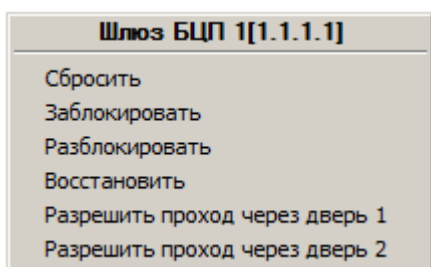 Шлюз БЦП 1[1.1.1.1]
Сбросить
Заблокировать
Разблокировать
Восстановить
Разрешить проход через дверь 1
Разрешить проход через дверь 2